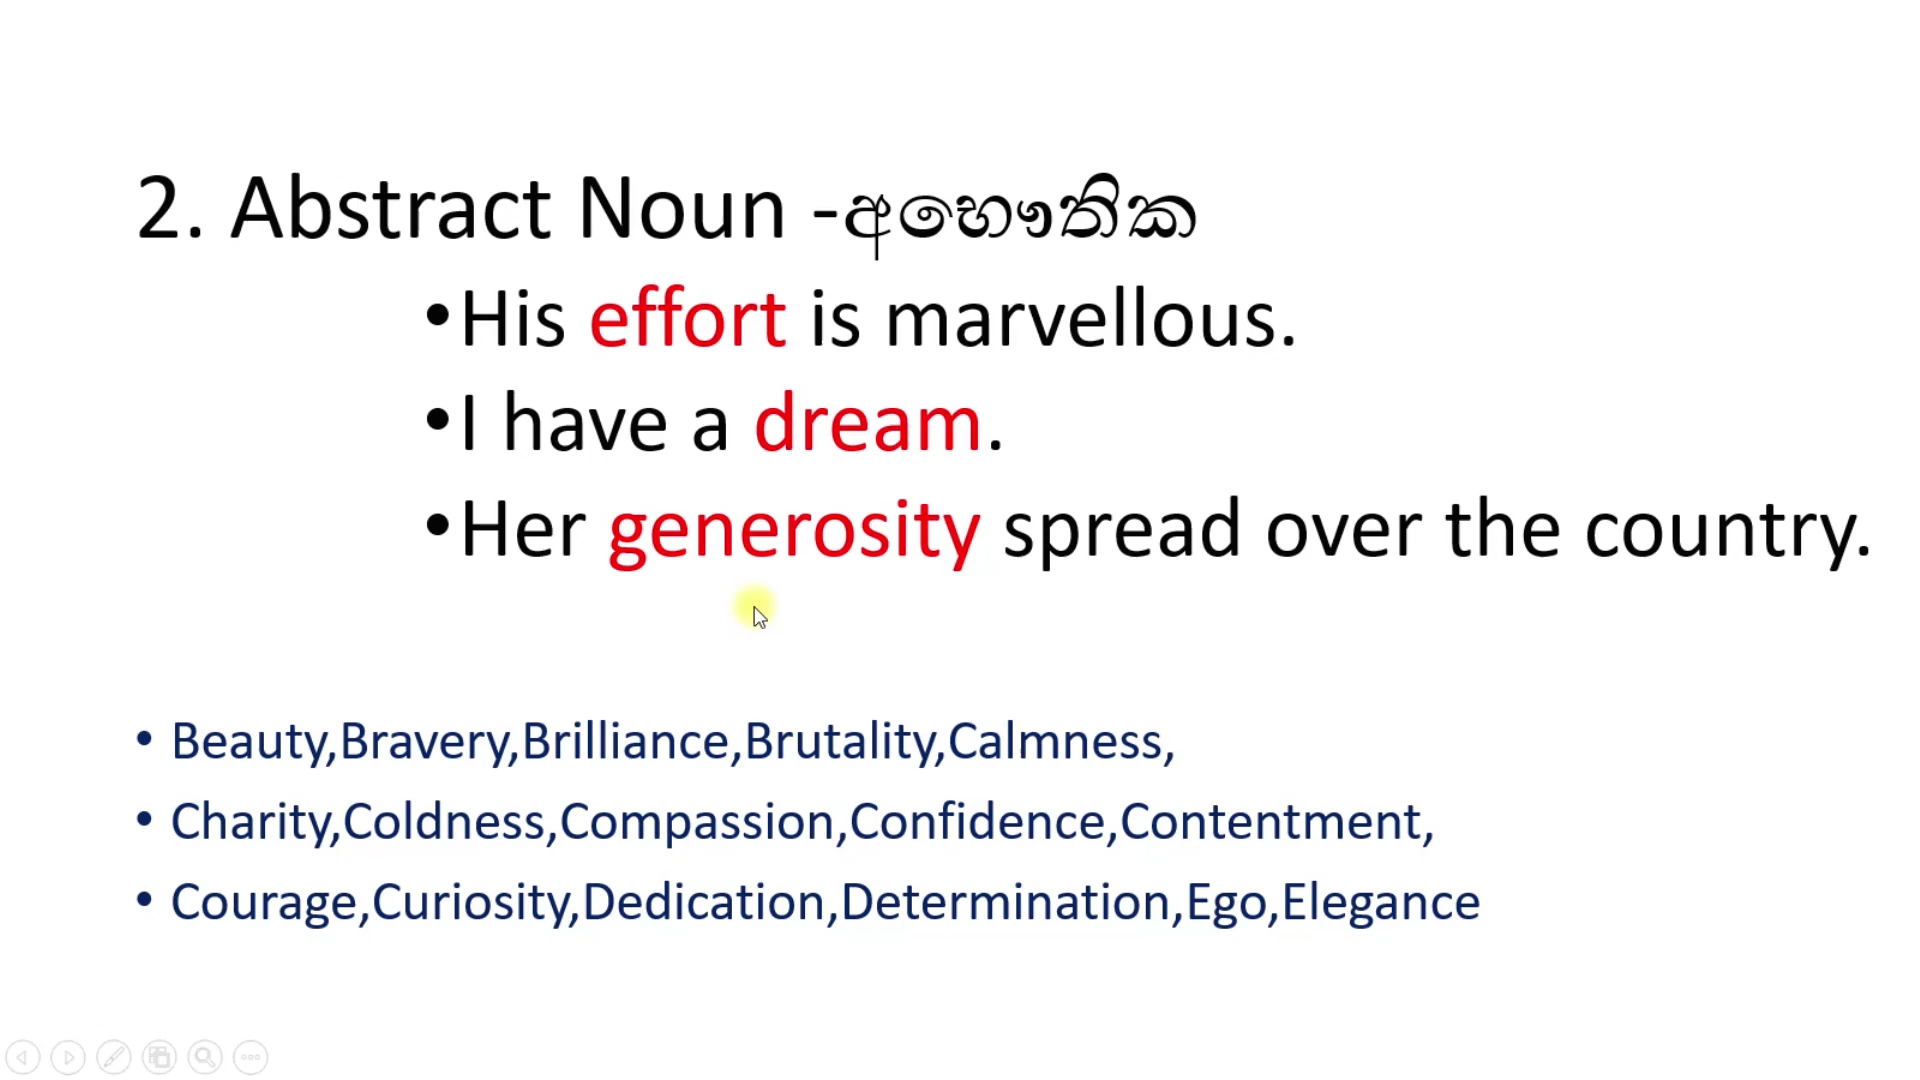 2. Abstract Noun -අභෞතික
•His effort is marvellous.
•I have a dream.
•Her generosity spread over the country.
• Beauty,Bravery,Brilliance,Brutality,Calmness,
• Charity,Coldness,Compassion,Confidence,Contentment,
• Courage,Curiosity,Dedication,Determination,Ego,Elegance